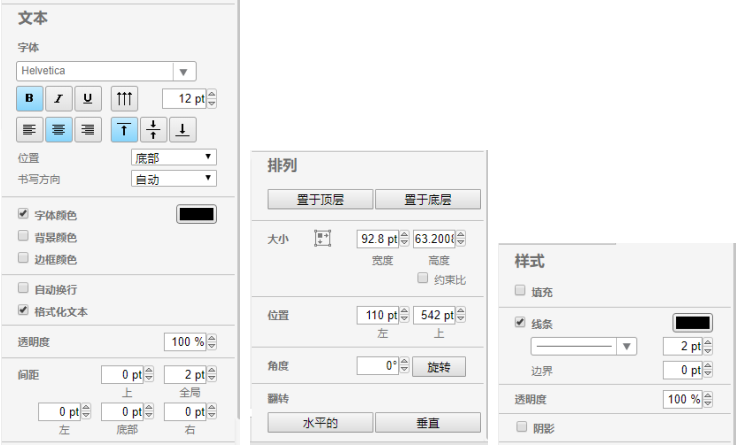 文本
字体
Helvetica
B I U 12 pt
位置 底部
书写方向 自动
字体颜色
背景颜色
边框颜色
自动换行
格式化文本
透明度 100 %
间距 0 pt 2 pt
上 全局
0 pt 0 pt 0 pt
左 底部 右
排列
置于顶层 置于底层
大小 92.8 pt 63.2008
宽度 高度
约束比
位置 110 pt 542 pt
左 上
角度 0° 旋转
翻转
水平的 垂直
样式
填充
线条
2 pt
边界 0 pt
透明度 100 %
阴影